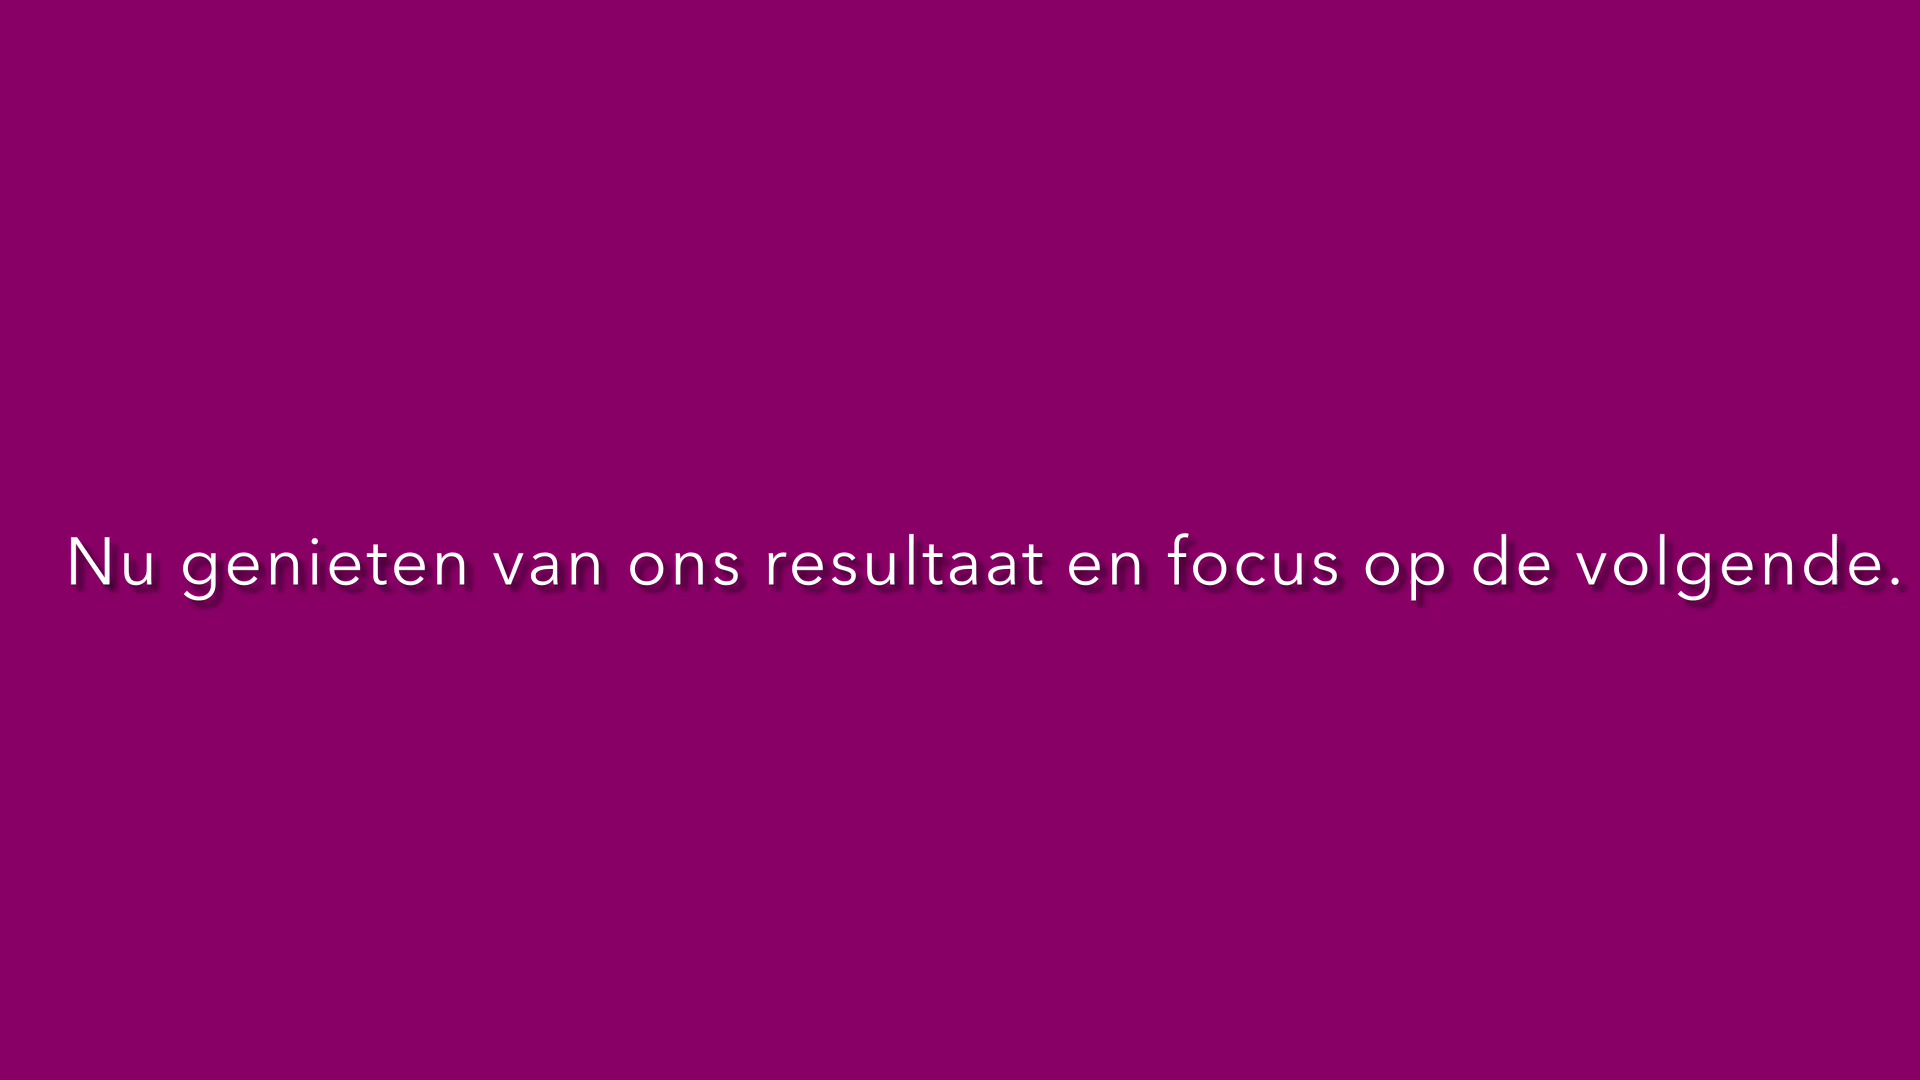 Nu genieten van ons resultaat en focus op de volgende.